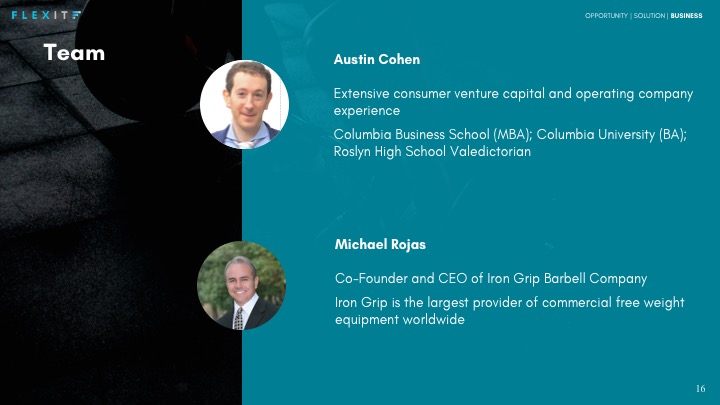 FLEXITF
OPPORTUNITY | SOLUTION | BUSINESS
Team
Austin Cohen
Extensive consumer venture capital and operating company
experience
Columbia Business School (MBA); Columbia University (BA);
Roslyn High School Valedictorian
Michael Rojas
Co-Founder and CEO of Iron Grip Barbell Company
Iron Grip is the largest provider of commercial free weight
equipment worldwide
16